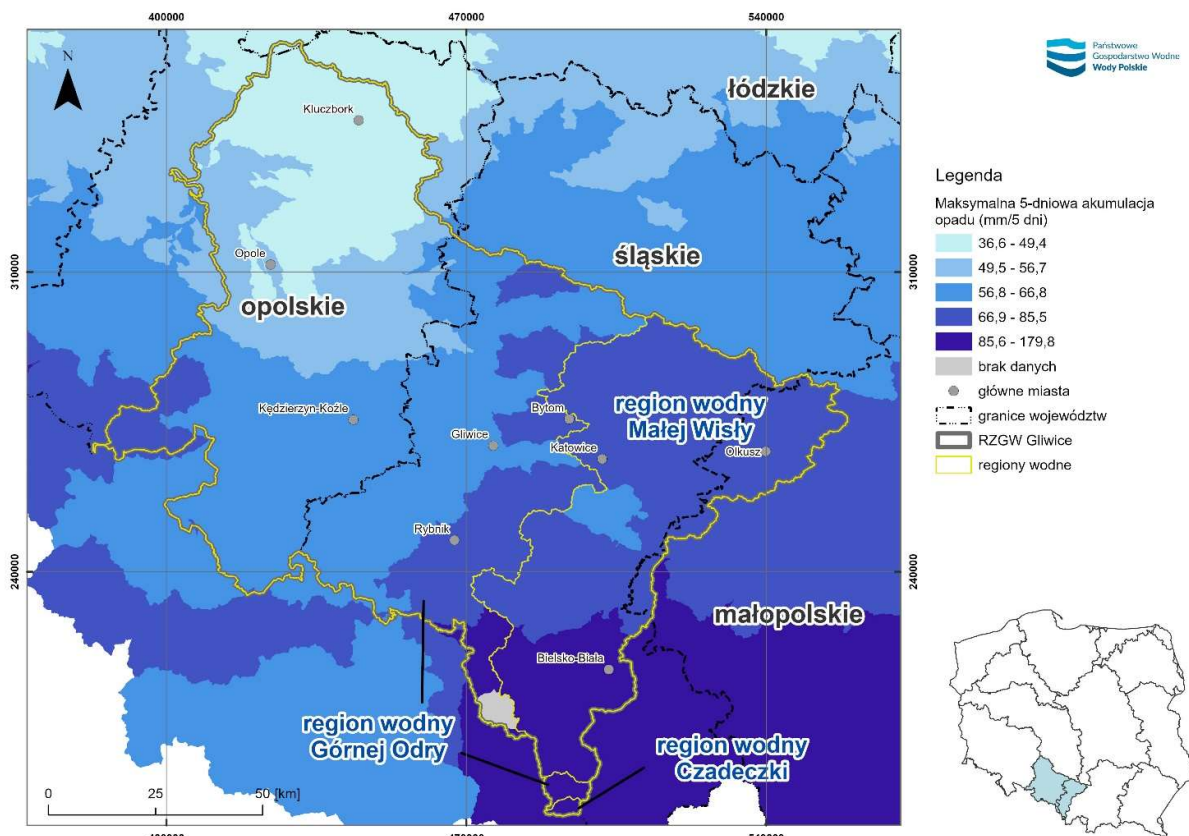 400000
470000
540000
N
Państwowe
Gospodarstwo Wodne
Wody Polskie
łódzkie
Kluczbork
Legenda
Maksymalna 5-dniowa akumulacja
opadu (mm/5 dni)
36,6 - 49,4
49,5 - 56,7
56,8 - 66,8
66,9 - 85,5
85,6 - 179,8
brak danych
główne miasta
granice województw
RZGW Gliwice
regiony wodne
Opole
śląskie
310000
310000
opolskie
Kędzierzyn-Koźle
Bytom
region wodny
Małej Wisły
Gliwice
Katowice
Olkusz
Rybnik
240000
240000
małopolskie
Bielsko-Biała
region wodny
Górnej Odry
region wodny
Czadeczki
0
25
50 [km]
400000
470000
540000